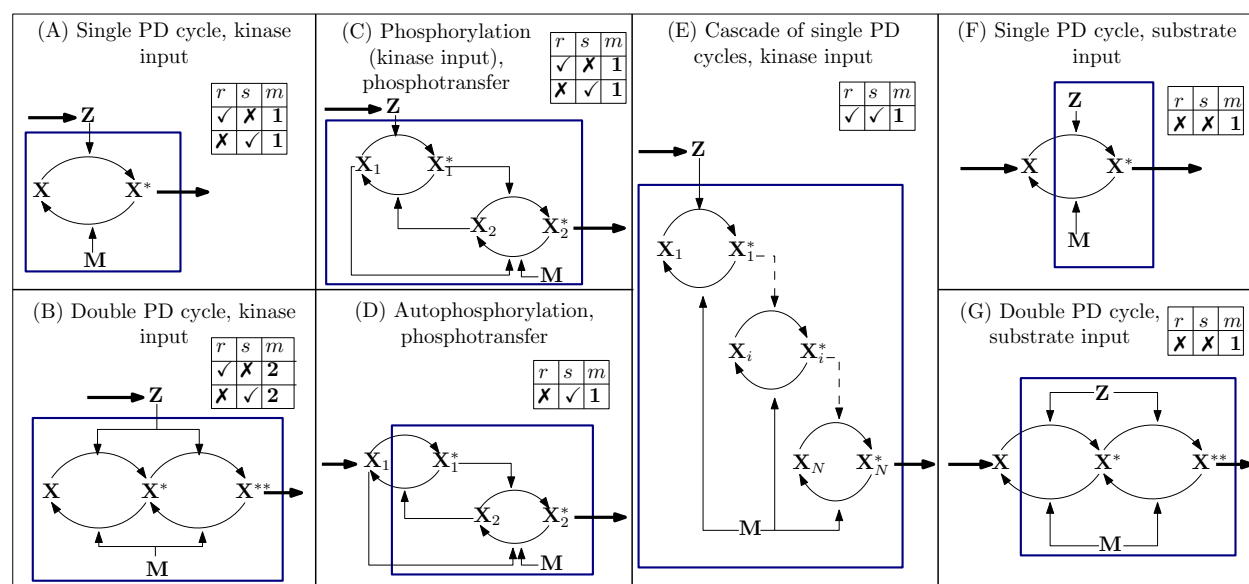 (A) Single PD cycle, kinase
input
r s m
✓ ✗ 1
✗ ✓ 1
Z
X X*
M
(B) Double PD cycle, kinase
input
r s m
✓ ✗ 2
✗ ✓ 2
Z
X X* X**
M
(C) Phosphorylation
(kinase input),
phosphotransfer
r s m
✓ ✗ 1
✗ ✓ 1
Z
X₁ X₁*
X₂ X₂*
M
(D) Autophosphorylation,
phosphotransfer
r s m
✗ ✓ 1
X₁ X₁*
X₂ X₂*
M
(E) Cascade of single PD
cycles, kinase input
r s m
✓ ✓ 1
Z
X₁ X₁*
Xᵢ Xᵢ*
X_N X_N*
M
(F) Single PD cycle, substrate
input
r s m
✗ ✗ 1
Z
X X*
M
(G) Double PD cycle,
substrate input
r s m
✗ ✗ 1
Z
X X* X**
M